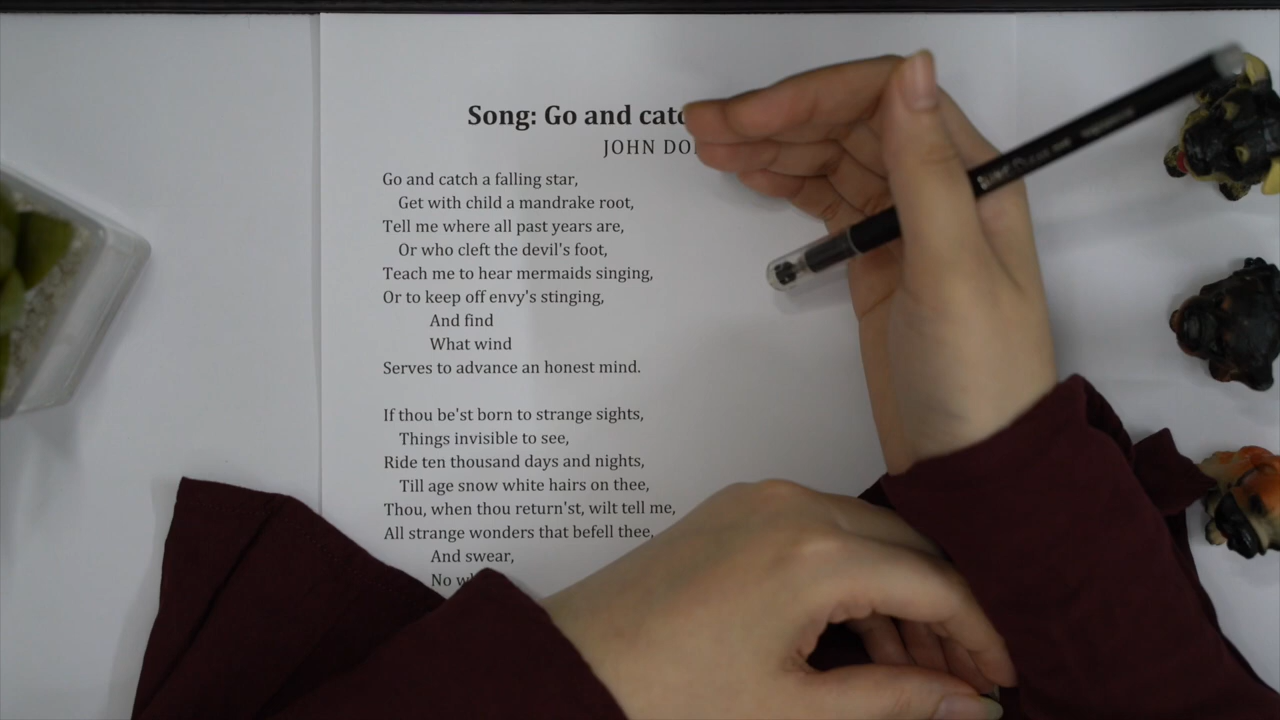 Song: Go and catc
JOHN DO
Go and catch a falling star,
Get with child a mandrake root,
Tell me where all past years are,
Or who cleft the devil's foot,
Teach me to hear mermaids singing,
Or to keep off envy's stinging,
And find
What wind
Serves to advance an honest mind.
If thou be'st born to strange sights,
Things invisible to see,
Ride ten thousand days and nights,
Till age snow white hairs on thee,
Thou, when thou return'st, wilt tell me,
All strange wonders that befell thee,
And swear,
No w